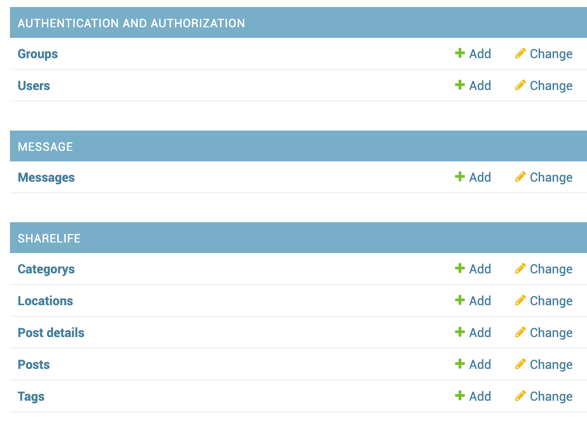 AUTHENTICATION AND AUTHORIZATION
Groups Add Change
Users Add Change
MESSAGE
Messages Add Change
SHARELIFE
Categorys Add Change
Locations Add Change
Post details Add Change
Posts Add Change
Tags Add Change